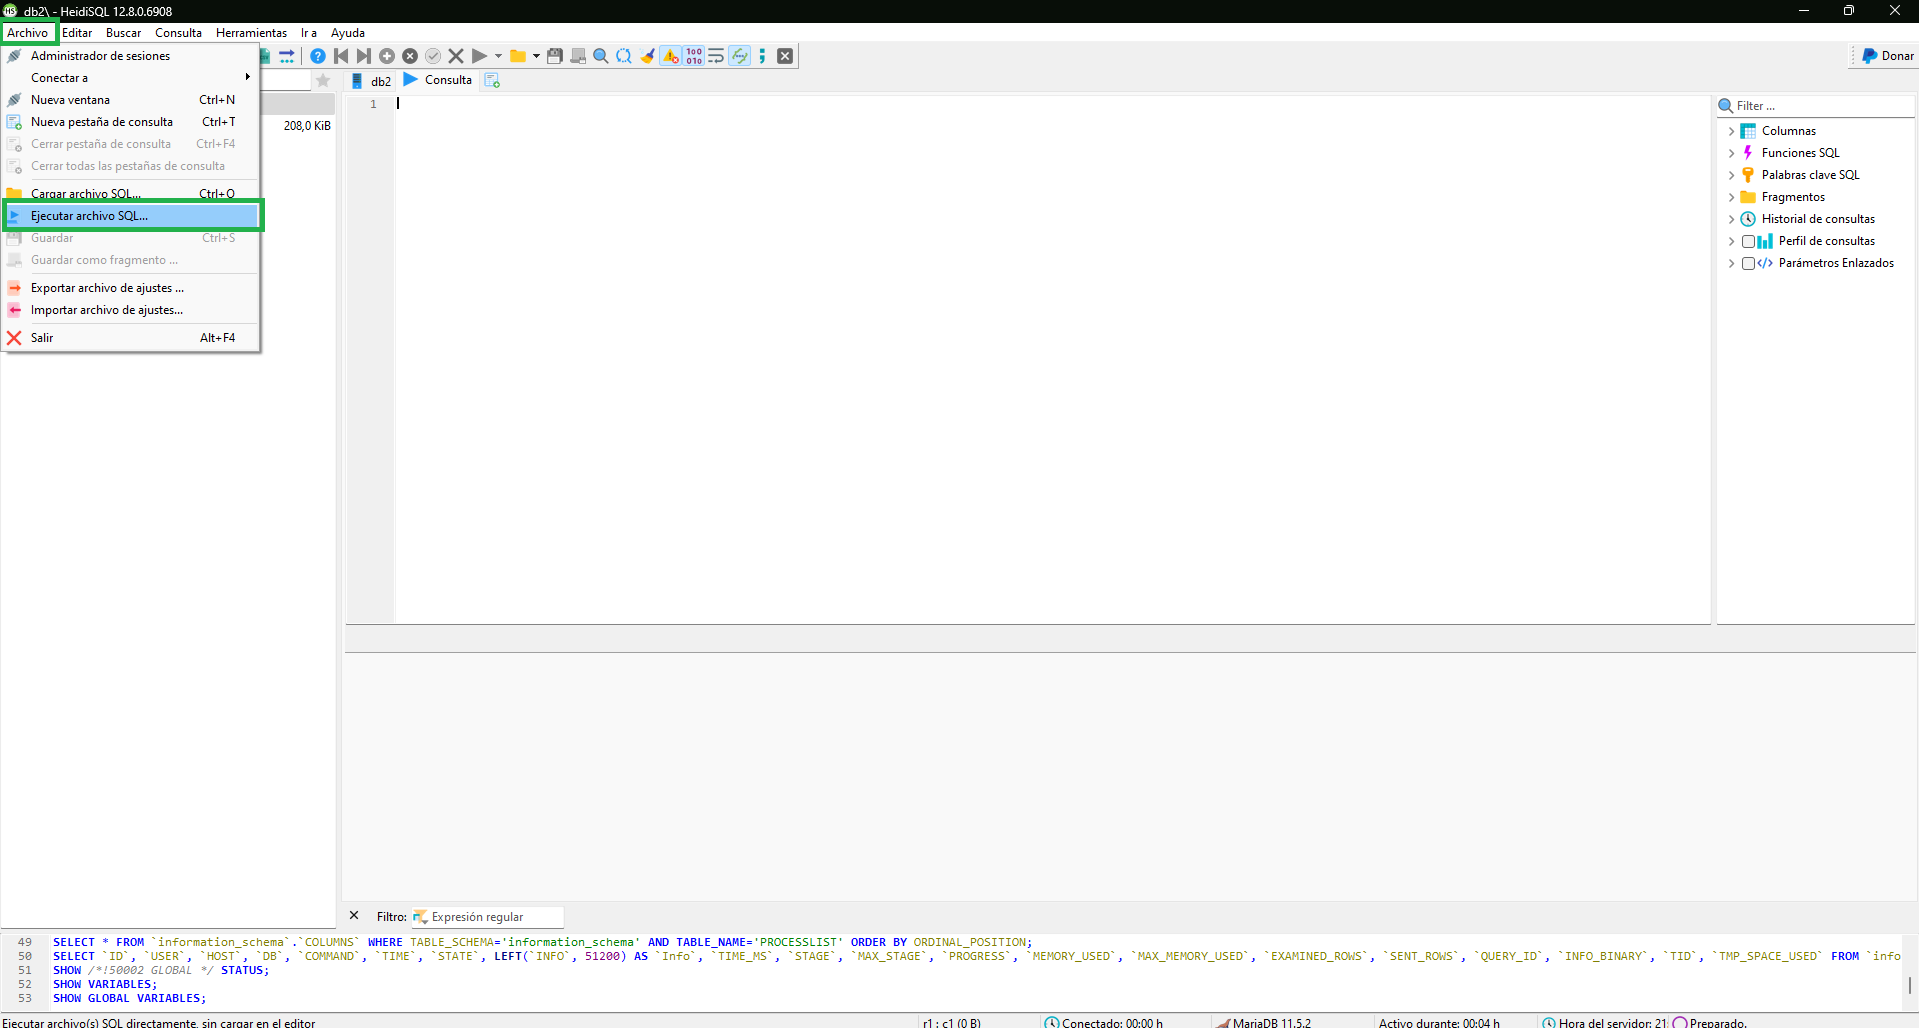 db2\ - HeidiSQL 12.8.0.6908
Archivo Editar Buscar Consulta Herramientas Ir a Ayuda
Donar
Administrador de sesiones
Conectar a
Nueva ventana Ctrl+N
Nueva pestaña de consulta Ctrl+T
Cerrar pestaña de consulta Ctrl+F4
Cerrar todas las pestañas de consulta
Cargar archivo SQL... Ctrl+O
Ejecutar archivo SQL...
Guardar Ctrl+S
Guardar como fragmento ...
Exportar archivo de ajustes ...
Importar archivo de ajustes...
Salir Alt+F4
208,0 KiB
db2 Consulta
1
Filter ...
Columnas
Funciones SQL
Palabras clave SQL
Fragmentos
Historial de consultas
Perfil de consultas
Parámetros Enlazados
Filtro: Expresión regular
49 SELECT * FROM `information_schema`.`COLUMNS` WHERE TABLE_SCHEMA='information_schema' AND TABLE_NAME='PROCESSLIST' ORDER BY ORDINAL_POSITION;
50 SELECT `ID`, `USER`, `HOST`, `DB`, `COMMAND`, `TIME`, `STATE`, LEFT(`INFO`, 51200) AS `Info`, `TIME_MS`, `STAGE`, `MAX_STAGE`, `PROGRESS`, `MEMORY_USED`, `MAX_MEMORY_USED`, `EXAMINED_ROWS`, `SENT_ROWS`, `QUERY_ID`, `INFO_BINARY`, `TID`, `TMP_SPACE_USED` FROM `info
51 SHOW /*!50002 GLOBAL */ STATUS;
52 SHOW VARIABLES;
53 SHOW GLOBAL VARIABLES;
Ejecutar archivo(s) SQL directamente, sin cargar en el editor r1 : c1 (0 B) Conectado: 00:00 h MariaDB 11.5.2 Activo durante: 00:04 h Hora del servidor: 21: Preparado.